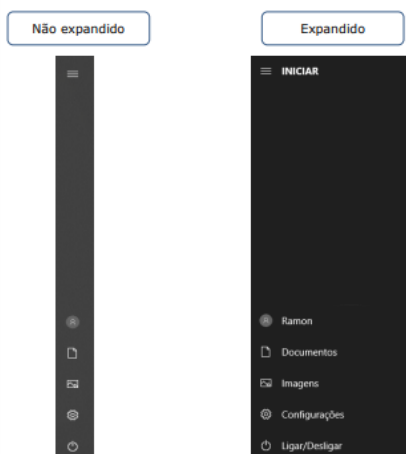 Não expandido
Expandido
INICIAR
Ramon
Documentos
Imagens
Configurações
Ligar/Desligar